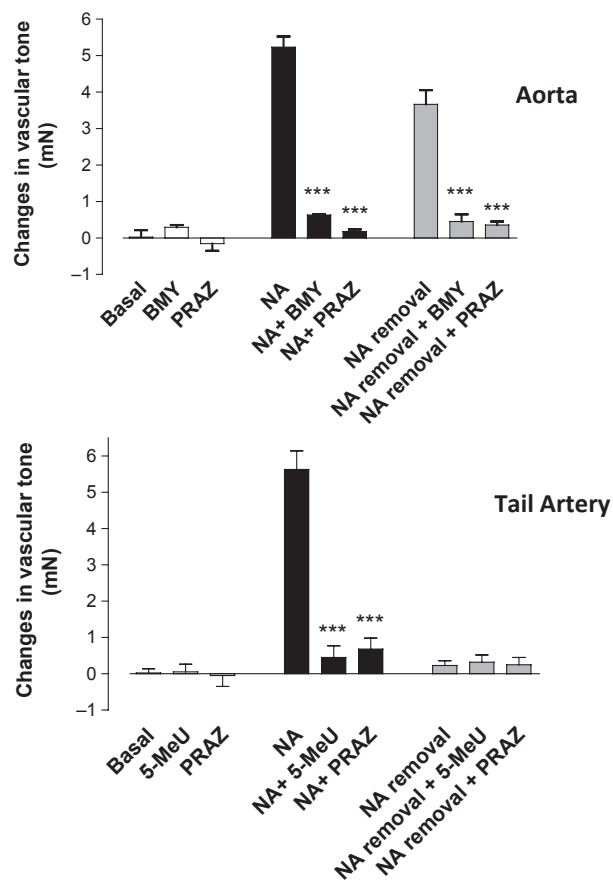 Changes in vascular tone
(mN)
6
5
4
3
2
1
0
–1
Aorta
***
***
***
***
Basal
BMY
PRAZ
NA
NA+ BMY
NA+ PRAZ
NA removal
NA removal + BMY
NA removal + PRAZ
Changes in vascular tone
(mN)
6
5
4
3
2
1
0
–1
Tail Artery
***
***
Basal
5-MeU
PRAZ
NA
NA+ 5-MeU
NA+ PRAZ
NA removal
NA removal + 5-MeU
NA removal + PRAZ